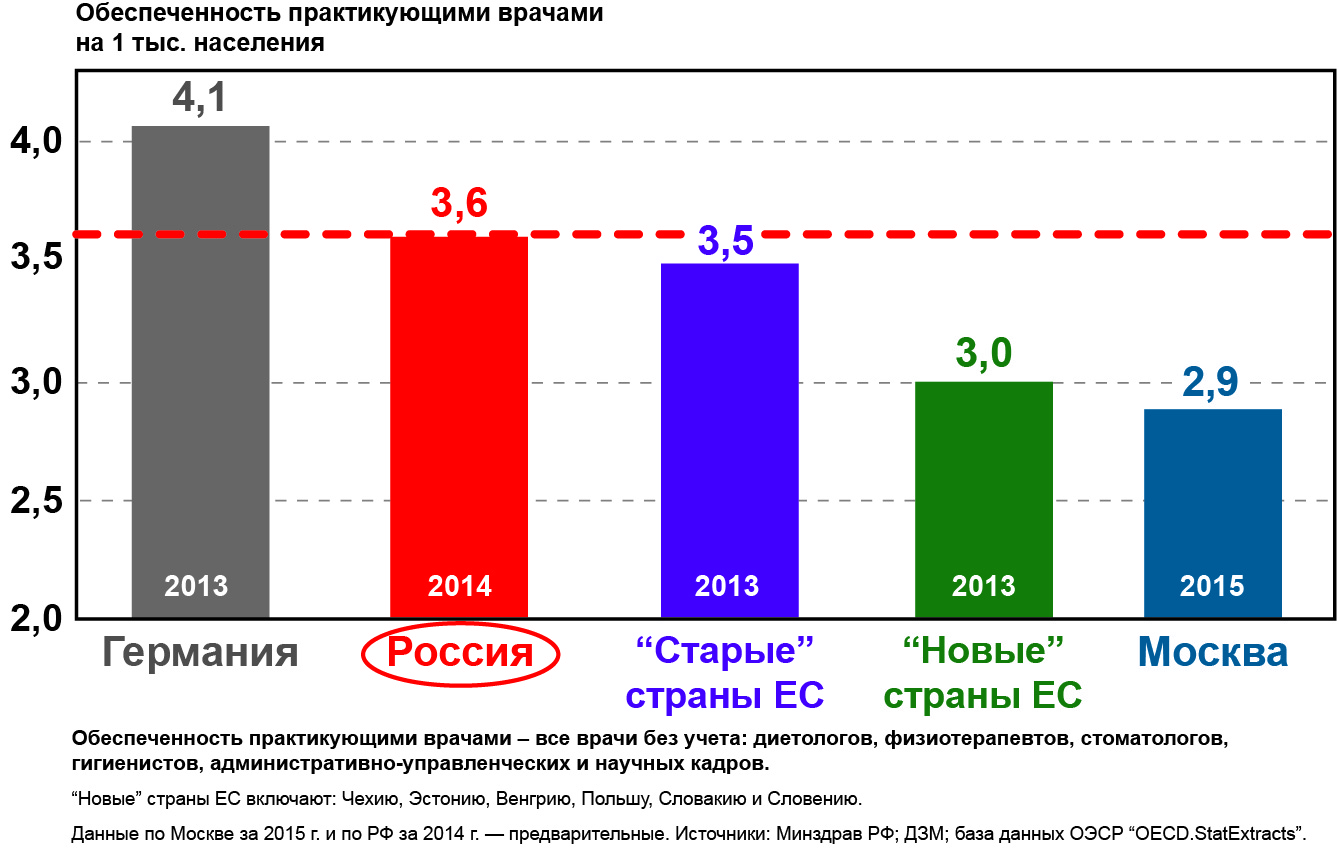 Обеспеченность практикующими врачами
на 1 тыс. населения
4,1
4,0
3,6
3,5
3,5
3,0
3,0
2,9
2,5
2013
2014
2013
2013
2015
2,0
Германия
Россия
“Старые”
страны ЕС
“Новые”
страны ЕС
Москва
Обеспеченность практикующими врачами – все врачи без учета: диетологов, физиотерапевтов, стоматологов,
гигиенистов, административно-управленческих и научных кадров.
“Новые” страны ЕС включают: Чехию, Эстонию, Венгрию, Польшу, Словакию и Словению.
Данные по Москве за 2015 г. и по РФ за 2014 г. — предварительные. Источники: Минздрав РФ; ДЗМ; база данных ОЭСР “OECD.StatExtracts”.